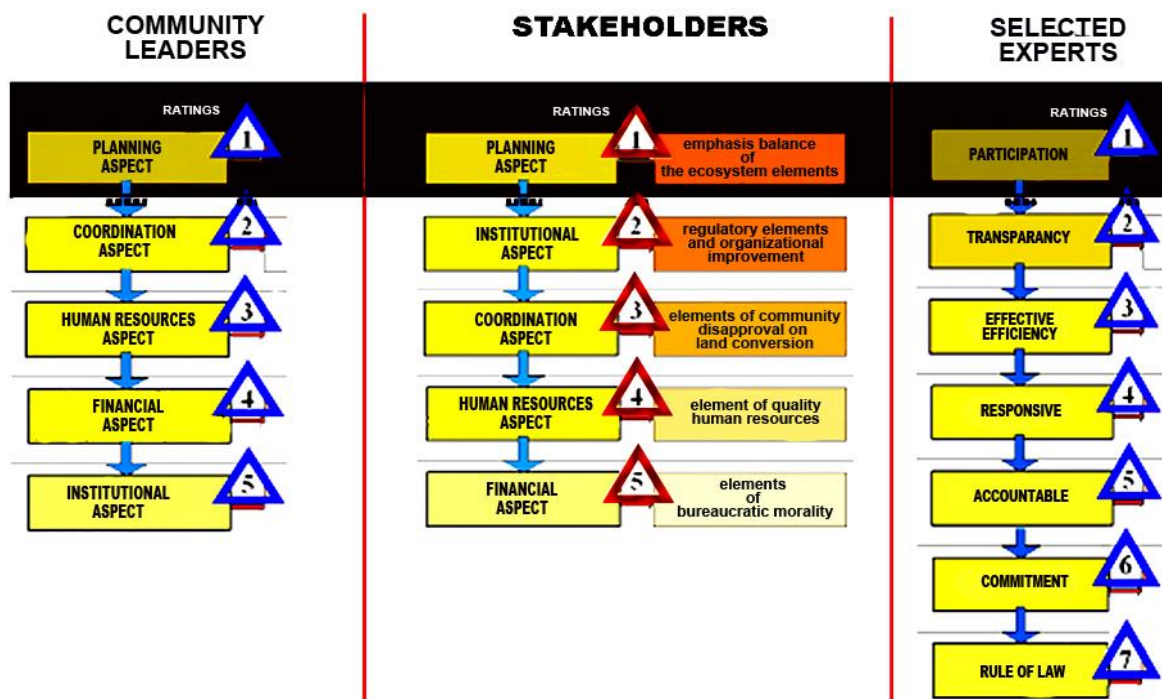 COMMUNITY
LEADERS
RATINGS
1
PLANNING
ASPECT
2
COORDINATION
ASPECT
3
HUMAN RESOURCES
ASPECT
4
FINANCIAL
ASPECT
5
INSTITUTIONAL
ASPECT
STAKEHOLDERS
RATINGS
1
PLANNING
ASPECT
emphasis balance
of
the ecosystem elements
2
INSTITUTIONAL
ASPECT
regulatory elements
and organizational
improvement
3
COORDINATION
ASPECT
elements of community
disapproval on
land conversion
4
HUMAN RESOURCES
ASPECT
element of quality
human resources
5
FINANCIAL
ASPECT
elements
of
bureaucratic morality
SELECTED
EXPERTS
RATINGS
1
PARTICIPATION
2
TRANSPARANCY
3
EFFECTIVE
EFFICIENCY
4
RESPONSIVE
5
ACCOUNTABLE
6
COMMITMENT
7
RULE OF LAW